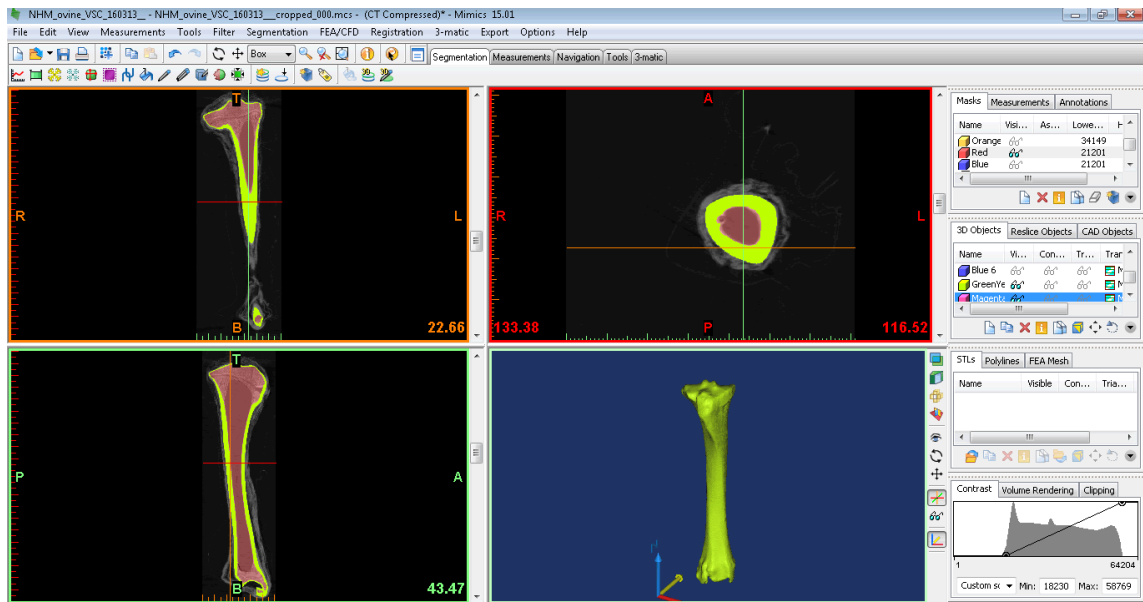 NHM_ovine_VSC_160313__ - NHM_ovine_VSC_160313___cropped_000.mcs - (CT Compressed)* - Mimics 15.01
File Edit View Measurements Tools Filter Segmentation FEA/CFD Registration 3-matic Export Options Help
Box Segmentation Measurements Navigation Tools 3-matic
T
R L
B
22.66
A
R L
P
133.38 116.52
T
P A
B
43.47
Masks Measurements Annotations
Name Visi... As... Lowe... H
Orange 34149
Red 21201
Blue 21201
3D Objects Reslice Objects CAD Objects
Name Vi... Con... Tr... Trar
Blue 6
GreenYe
Magenta
STLs Polylines FEA Mesh
Name Visible Con... Tria...
Contrast Volume Rendering Clipping
1 64204
Custom sc Min: 18230 Max: 58769